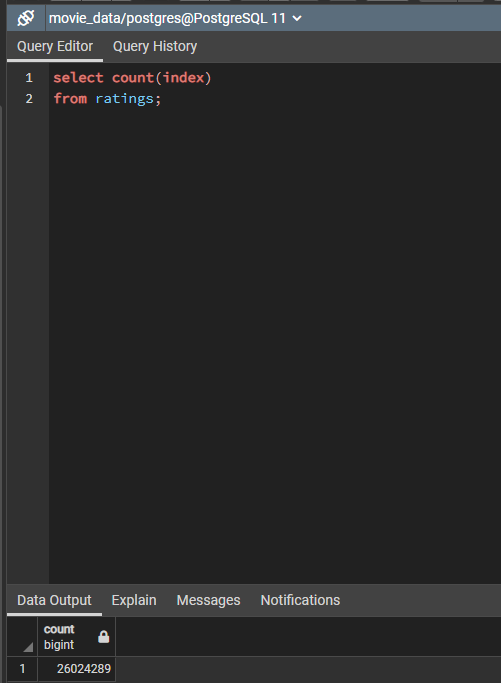 movie_data/postgres@PostgreSQL 11
Query Editor Query History
1 select count(index)
2 from ratings;
Data Output Explain Messages Notifications
count
bigint
1 26024289